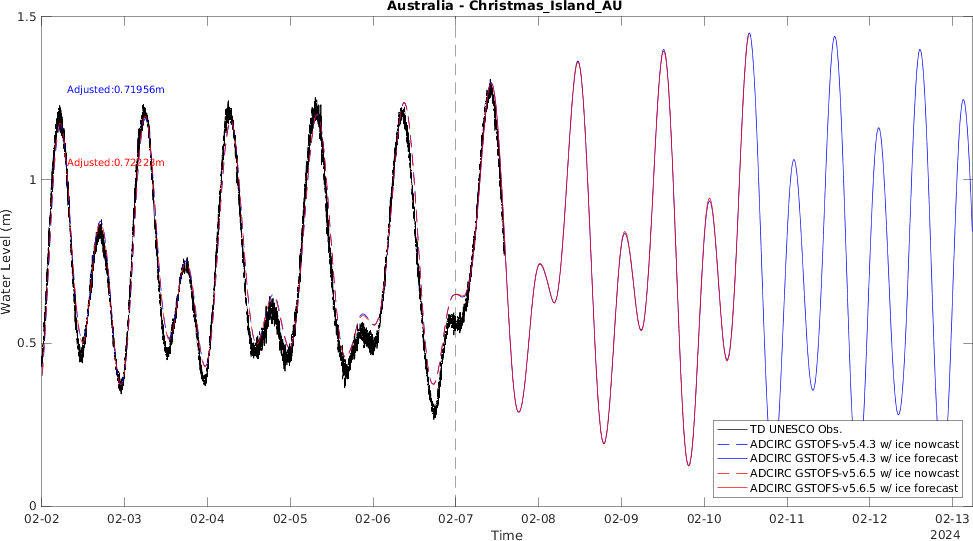 Australia - Christmas_Island_AU
1.5
1
0.5
0
Water Level (m)
Adjusted:0.71956m
Adjusted:0.72223m
TD UNESCO Obs.
ADCIRC GSTOFS-v5.4.3 w/ ice nowcast
ADCIRC GSTOFS-v5.4.3 w/ ice forecast
ADCIRC GSTOFS-v5.6.5 w/ ice nowcast
ADCIRC GSTOFS-v5.6.5 w/ ice forecast
02-02 02-03 02-04 02-05 02-06 02-07 02-08 02-09 02-10 02-11 02-12 02-13
Time
2024